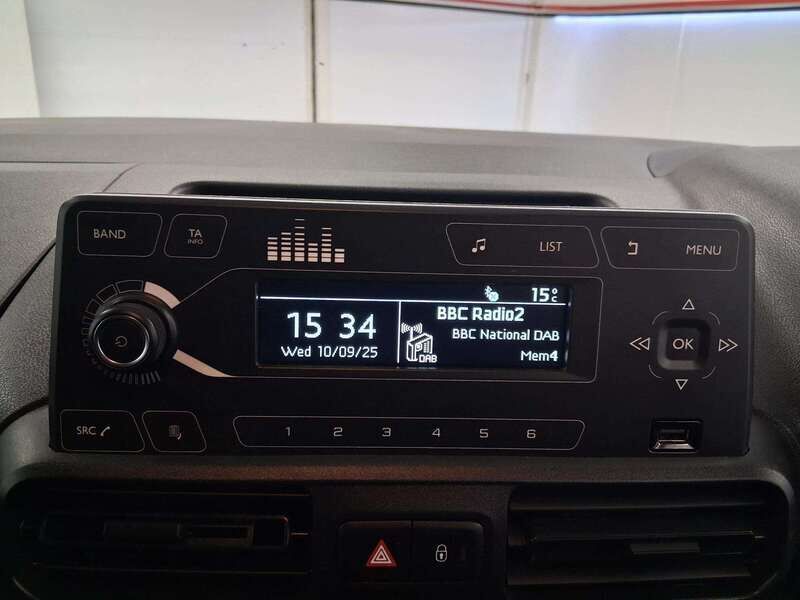 BAND
TA
INFO
LIST
MENU
15°C
15 34
Wed 10/09/25
BBC Radio2
BBC National DAB
DAB
Mem4
OK
SRC
1 2 3 4 5 6